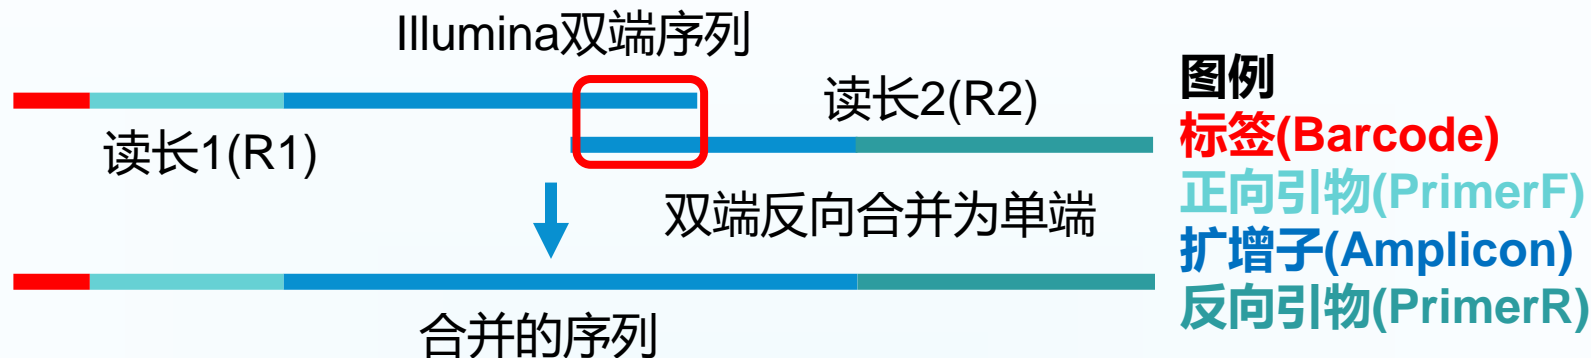 Illumina双端序列
读长1(R1)
读长2(R2)
双端反向合并为单端
合并的序列
图例
标签(Barcode)
正向引物(PrimerF)
扩增子(Amplicon)
反向引物(PrimerR)